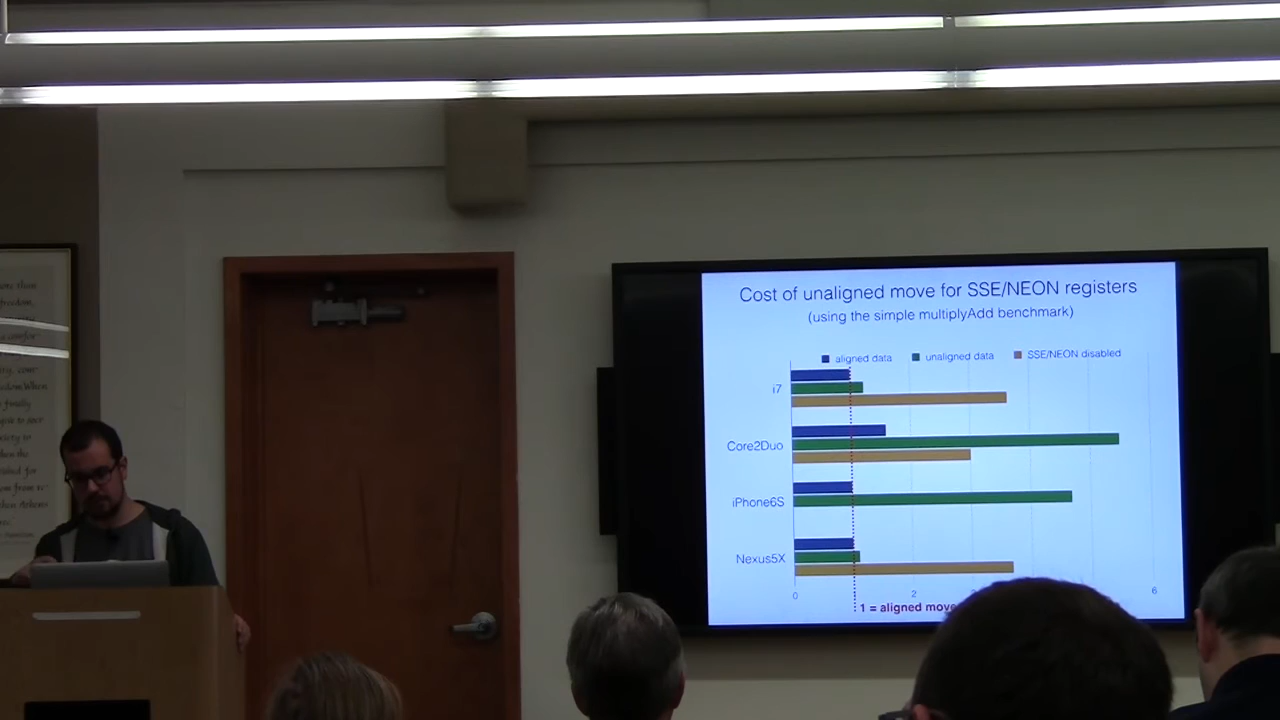 Cost of unaligned move for SSE/NEON registers
(using the simple multiplyAdd benchmark)
aligned data unaligned data SSE/NEON disabled
i7
Core2Duo
iPhone6S
Nexus5X
0 2 6
1 = aligned move